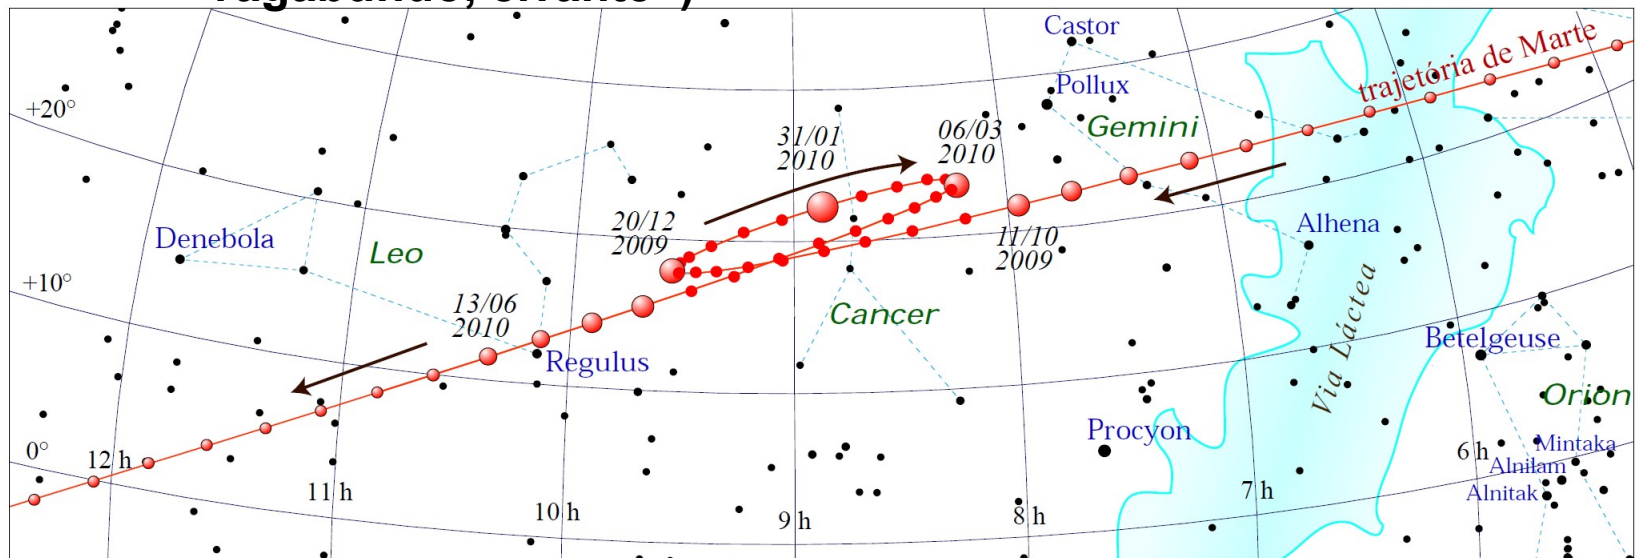 Castor
trajetória de Marte
Pollux
+20°
Gemini
31/01
2010
06/03
2010
20/12
2009
Alhena
Denebola
Leo
11/10
2009
+10°
13/06
2010
Cancer
Via Láctea
Betelgeuse
Regulus
Orion
Procyon
0°
12 h
6 h
Mintaka
Alnilam
Alnitak
11 h
10 h
9 h
8 h
7 h